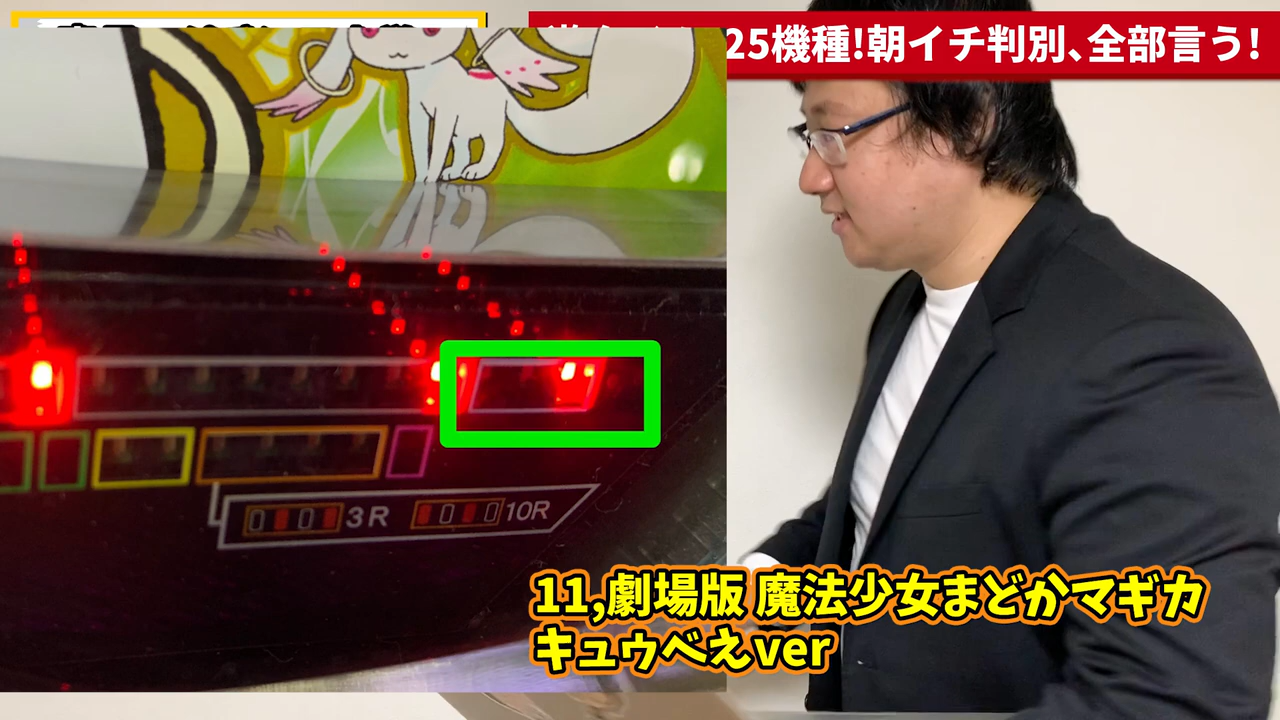 25機種!朝イチ判別、全部言う!
3R
10R
11,劇場版 魔法少女まどかマギカ
キュゥべえver